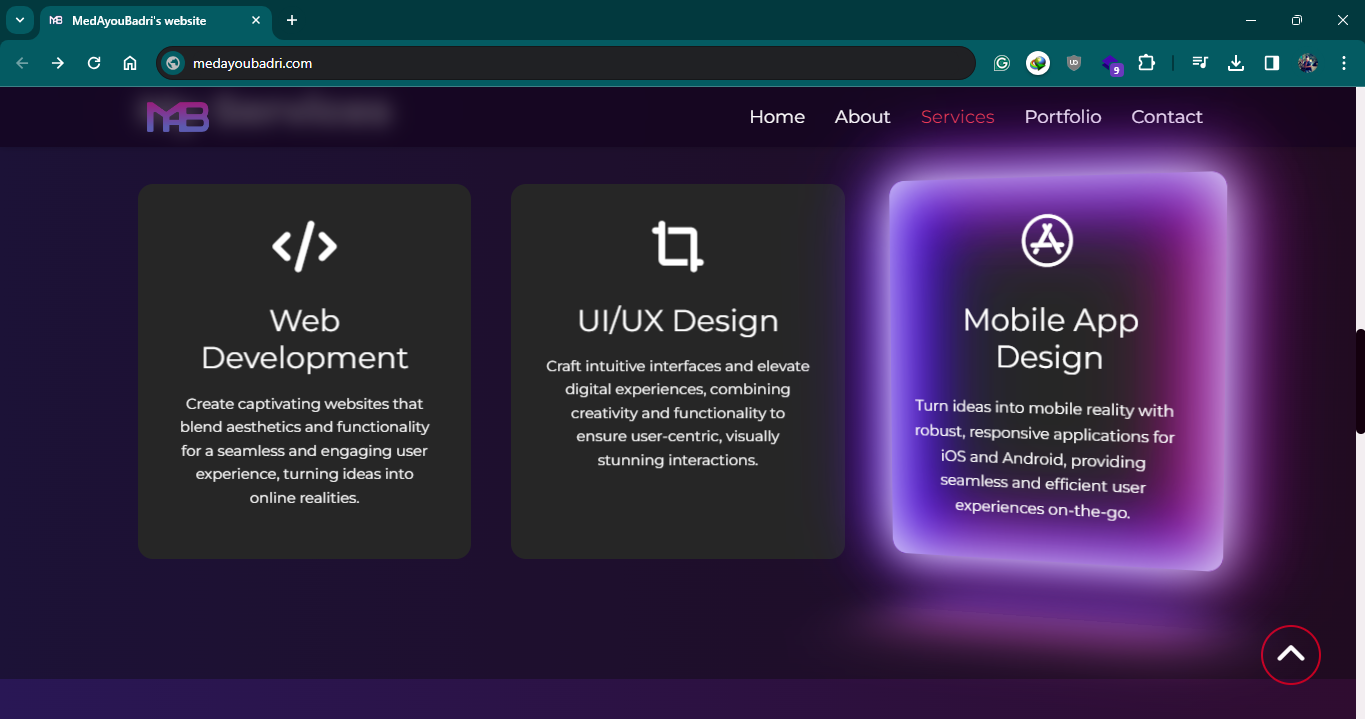 MedAyouBadri's website
medayoubadri.com
9
MAB
Home About Services Portfolio Contact
My Services
Web
Development
Create captivating websites that
blend aesthetics and functionality
for a seamless and engaging user
experience, turning ideas into
online realities.
UI/UX Design
Craft intuitive interfaces and elevate
digital experiences, combining
creativity and functionality to
ensure user-centric, visually
stunning interactions.
Mobile App
Design
Turn ideas into mobile reality with
robust, responsive applications for
iOS and Android, providing
seamless and efficient user
experiences on-the-go.